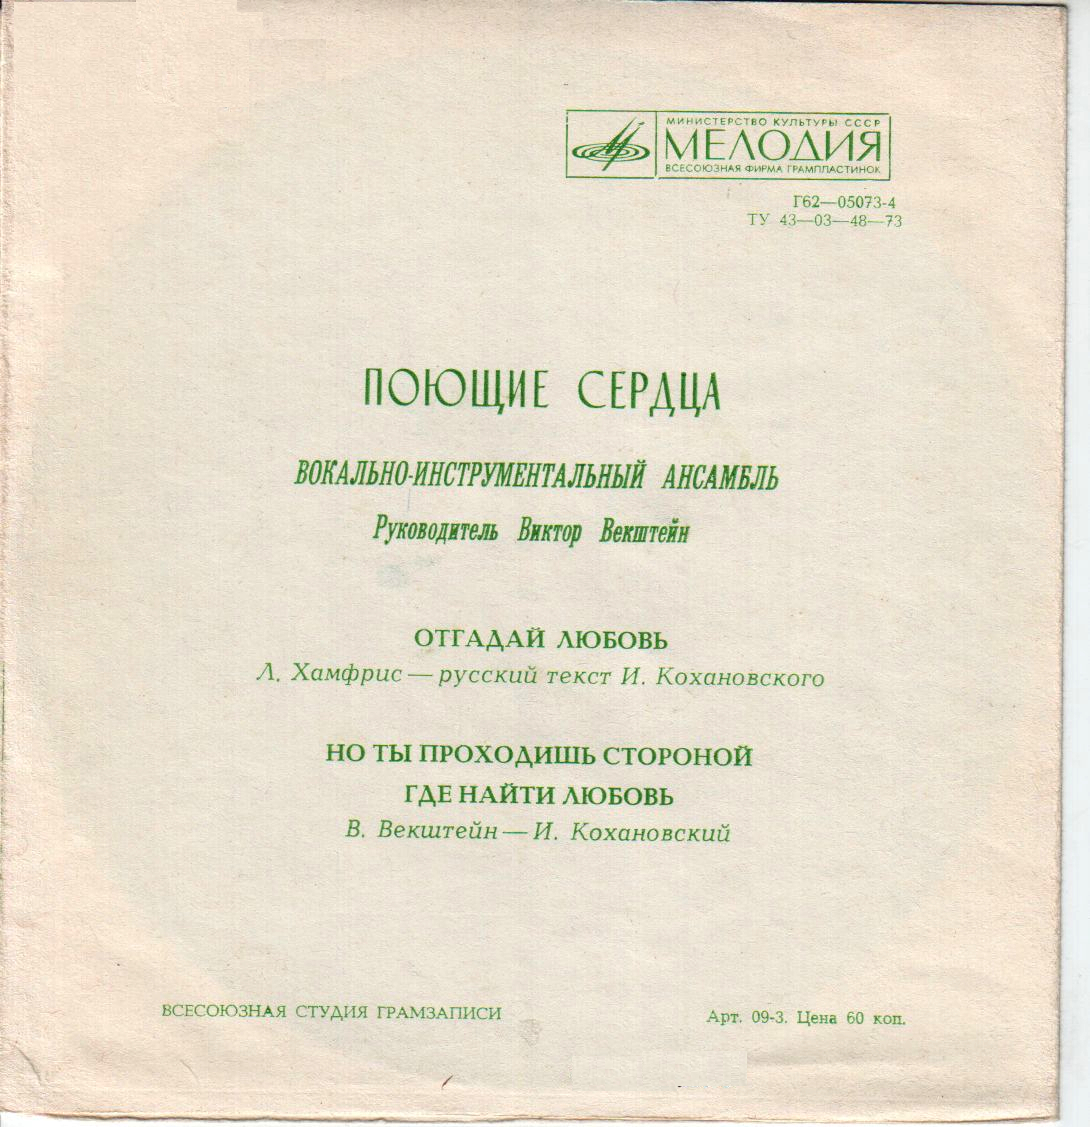 МИНИСТЕРСТВО КУЛЬТУРЫ СССР
МЕЛОДИЯ
ВСЕСОЮЗНАЯ ФИРМА ГРАМПЛАСТИНОК
Г62—05073-4
ТУ 43—03—48—73
ПОЮЩИЕ СЕРДЦА
ВОКАЛЬНО-ИНСТРУМЕНТАЛЬНЫЙ АНСАМБЛЬ
Руководитель Виктор Векштейн
ОТГАДАЙ ЛЮБОВЬ
Л. Хамфрис — русский текст И. Кохановского
НО ТЫ ПРОХОДИШЬ СТОРОНОЙ
ГДЕ НАЙТИ ЛЮБОВЬ
В. Векштейн — И. Кохановский
ВСЕСОЮЗНАЯ СТУДИЯ ГРАМЗАПИСИ
Арт. 09-3. Цена 60 коп.